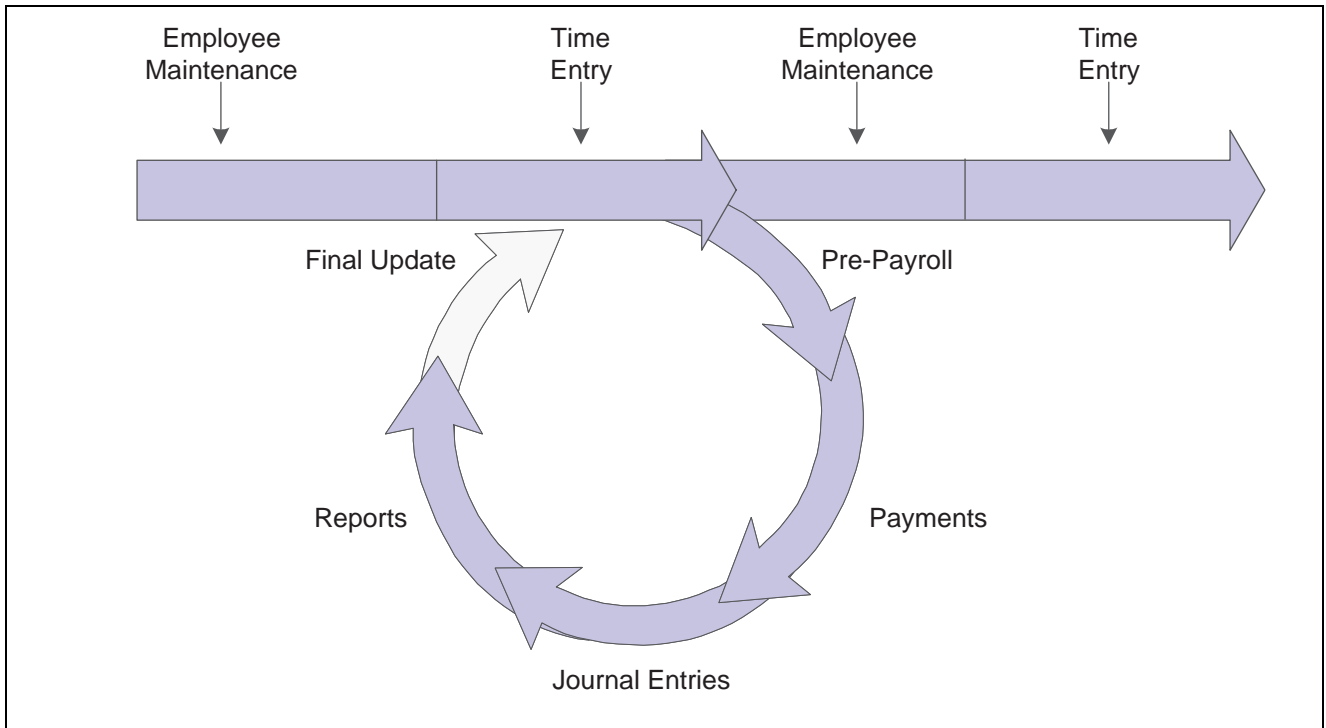 Employee
Maintenance
Time
Entry
Employee
Maintenance
Time
Entry
Final Update
Pre-Payroll
Reports
Payments
Journal Entries